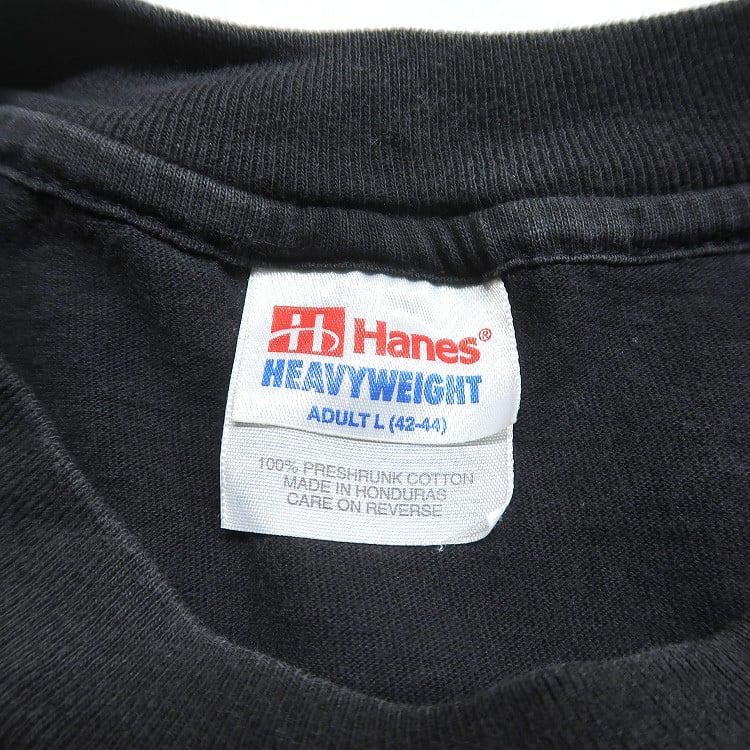 Hanes®
HEAVYWEIGHT
ADULT L (42-44)
100% PRESHRUNK COTTON
MADE IN HONDURAS
CARE ON REVERSE